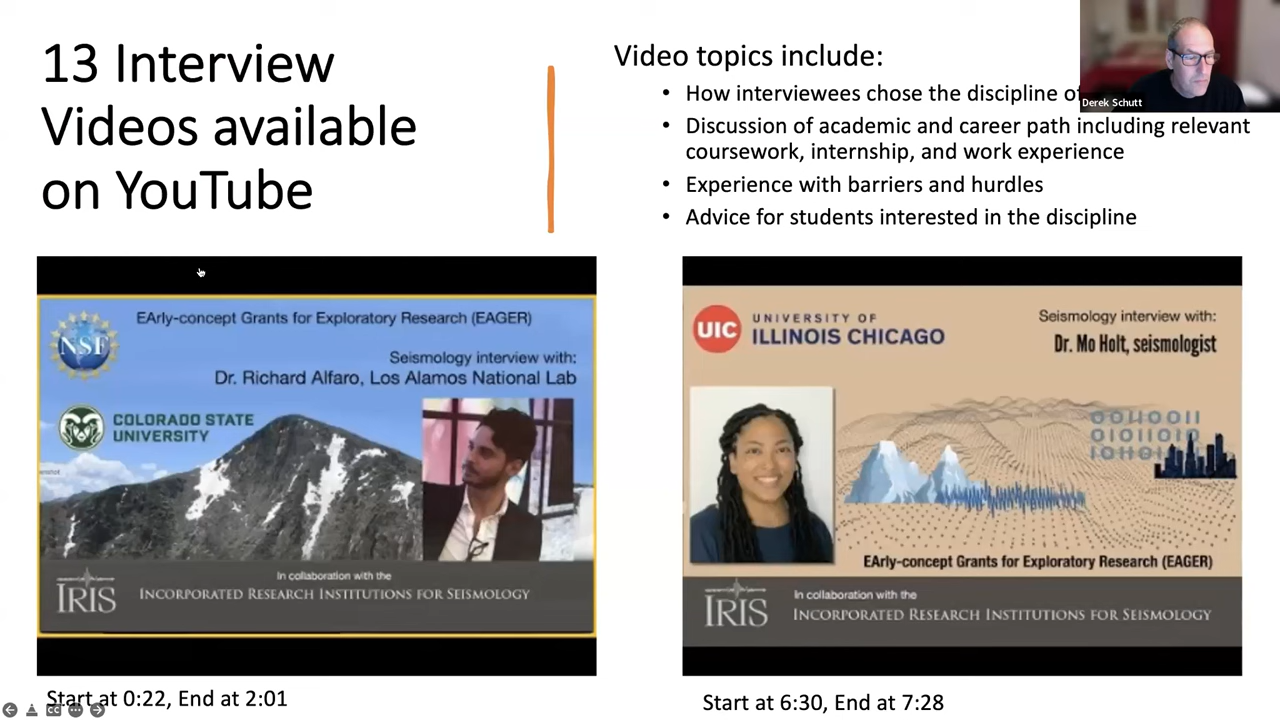 13 Interview
Videos available
on YouTube
Video topics include:
• How interviewees chose the discipline of
• Discussion of academic and career path including relevant
coursework, internship, and work experience
• Experience with barriers and hurdles
• Advice for students interested in the discipline
Derek Schutt
NSF
EArly-concept Grants for Exploratory Research (EAGER)
Seismology interview with:
Dr. Richard Alfaro, Los Alamos National Lab
COLORADO STATE
UNIVERSITY
In collaboration with the
IRIS
INCORPORATED RESEARCH INSTITUTIONS FOR SEISMOLOGY
Start at 0:22, End at 2:01
UIC
UNIVERSITY OF
ILLINOIS CHICAGO
Seismology interview with:
Dr. Mo Holt, seismologist
EArly-concept Grants for Exploratory Research (EAGER)
In collaboration with the
IRIS
INCORPORATED RESEARCH INSTITUTIONS FOR SEISMOLOGY
Start at 6:30, End at 7:28